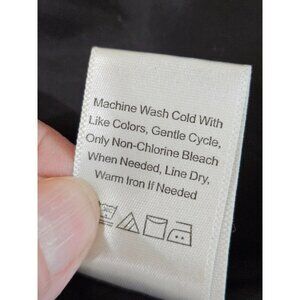 Machine Wash Cold With
Like Colors, Gentle Cycle,
Only Non-Chlorine Bleach
When Needed, Line Dry,
Warm Iron If Needed